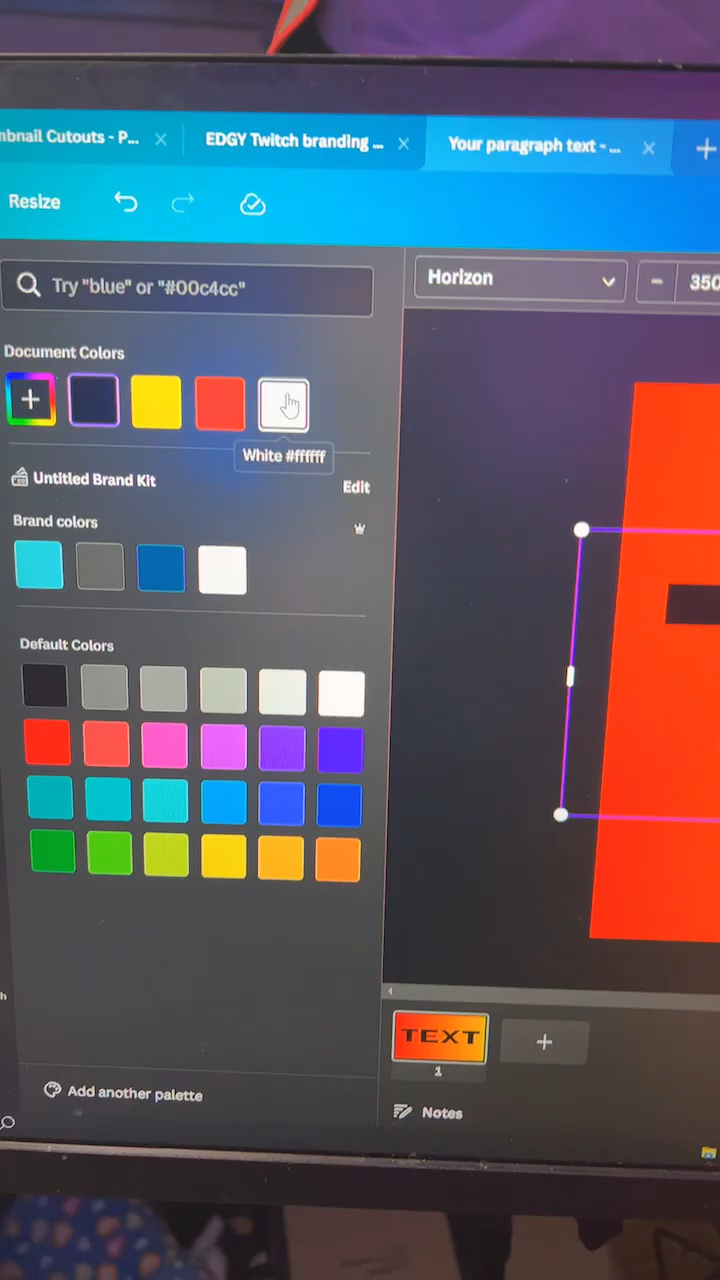 mbnail Cutouts - P...
EDGY Twitch branding ...
Your paragraph text - ...
Resize
Try "blue" or "#00c4cc"
Horizon
350
Document Colors
White #ffffff
Untitled Brand Kit
Edit
Brand colors
Default Colors
TEXT
1
Add another palette
Notes